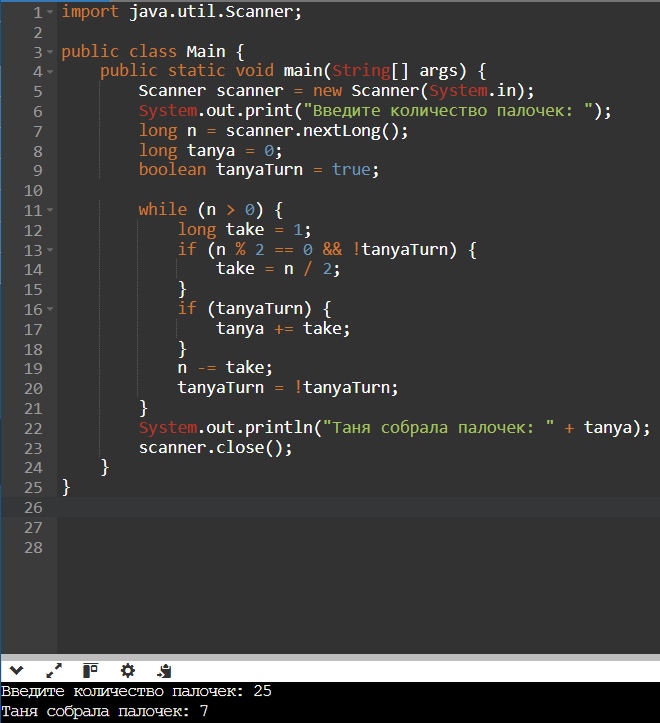 1 import java.util.Scanner;
2
3 public class Main {
4     public static void main(String[] args) {
5         Scanner scanner = new Scanner(System.in);
6         System.out.print("Введите количество палочек: ");
7         long n = scanner.nextLong();
8         long tanya = 0;
9         boolean tanyaTurn = true;
10
11         while (n > 0) {
12             long take = 1;
13             if (n % 2 == 0 && !tanyaTurn) {
14                 take = n / 2;
15             }
16             if (tanyaTurn) {
17                 tanya += take;
18             }
19             n -= take;
20             tanyaTurn = !tanyaTurn;
21         }
22         System.out.println("Таня собрала палочек: " + tanya);
23         scanner.close();
24     }
25 }
26
27
28
Введите количество палочек: 25
Таня собрала палочек: 7